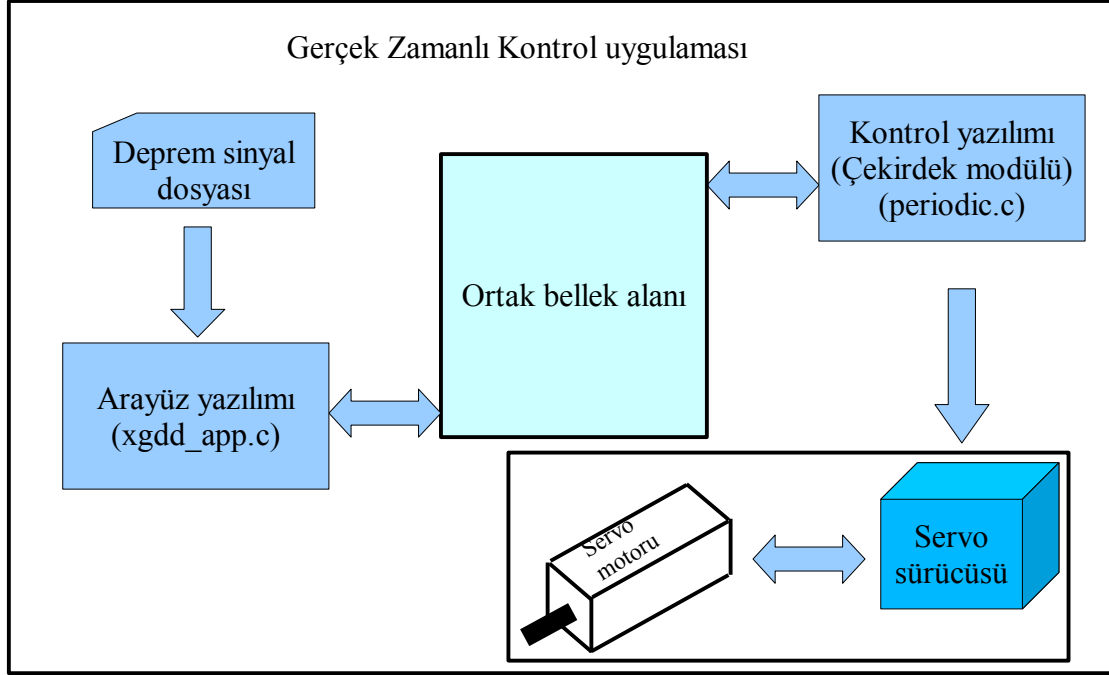 Gerçek Zamanlı Kontrol uygulaması
Deprem sinyal
dosyası
Kontrol yazılımı
(Çekirdek modülü)
(periodic.c)
Ortak bellek alanı
Arayüz yazılımı
(xgdd_app.c)
Servo
motoru
Servo
sürücüsü